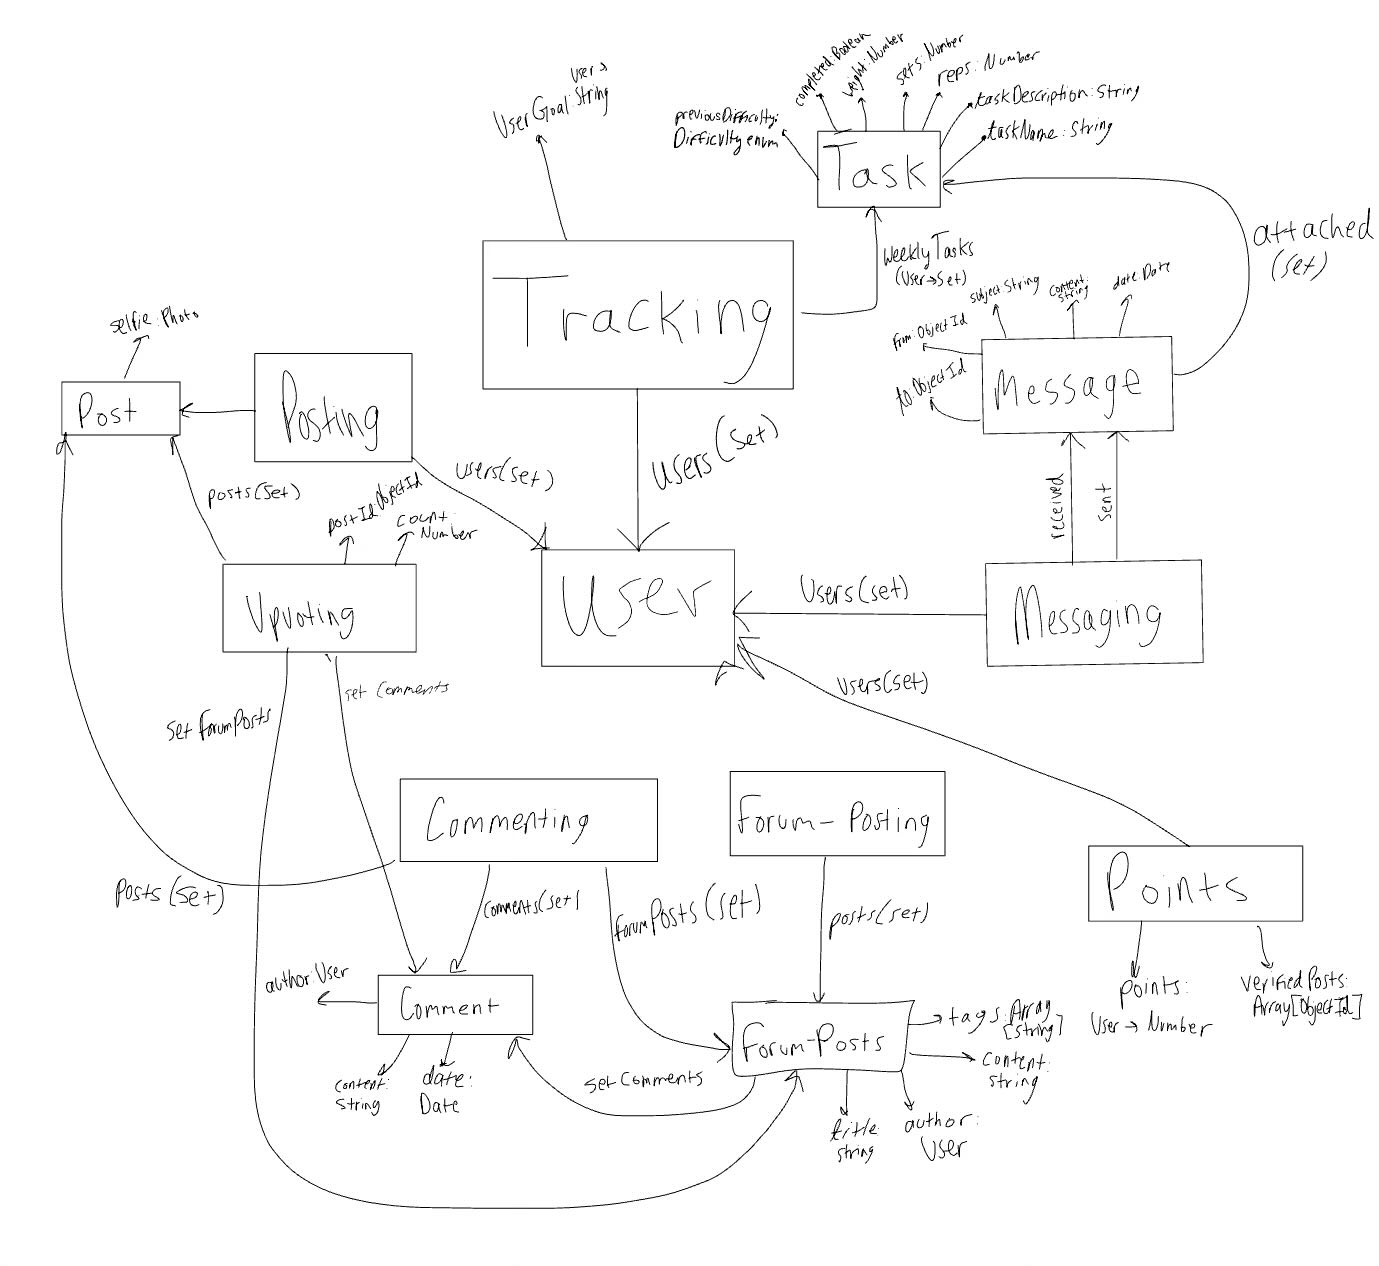 completed:Boolean
weight:Number
sets:Number
reps:Number
taskDescription:String
taskName:String
previousDifficulty:
Difficulty enum
Task
user→
UserGoal:String
Tracking
WeeklyTasks
(User→Set)
attached
(set)
subject:String
content:
string
date:Date
from:ObjectId
to:ObjectId
Message
selfie:Photo
Post
Posting
users(set)
users(set)
posts(set)
postId:ObjectId
count:
Number
received
sent
Upvoting
User
Users(set)
Messaging
set Comments
Users(set)
set forumPosts
Commenting
Forum-Posting
Points
Posts(set)
comments(set)
forumPosts(set)
posts(set)
author:User
Comment
content:
string
date:
Date
set Comments
Forum-Posts
tags:Array
[string]
content:
string
title:
string
author:
User
points:
User→Number
verifiedPosts:
Array[ObjectId]